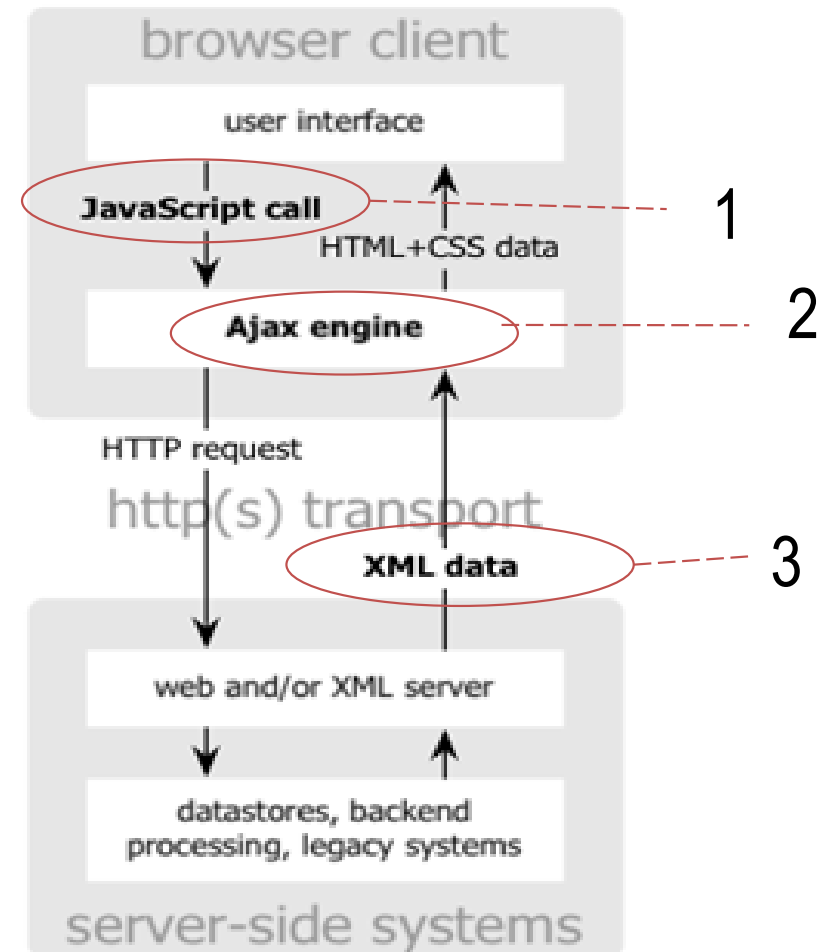 browser client
user interface
JavaScript call
1
HTML+CSS data
Ajax engine
2
HTTP request
http(s) transport
XML data
3
web and/or XML server
datastores, backend
processing, legacy systems
server-side systems